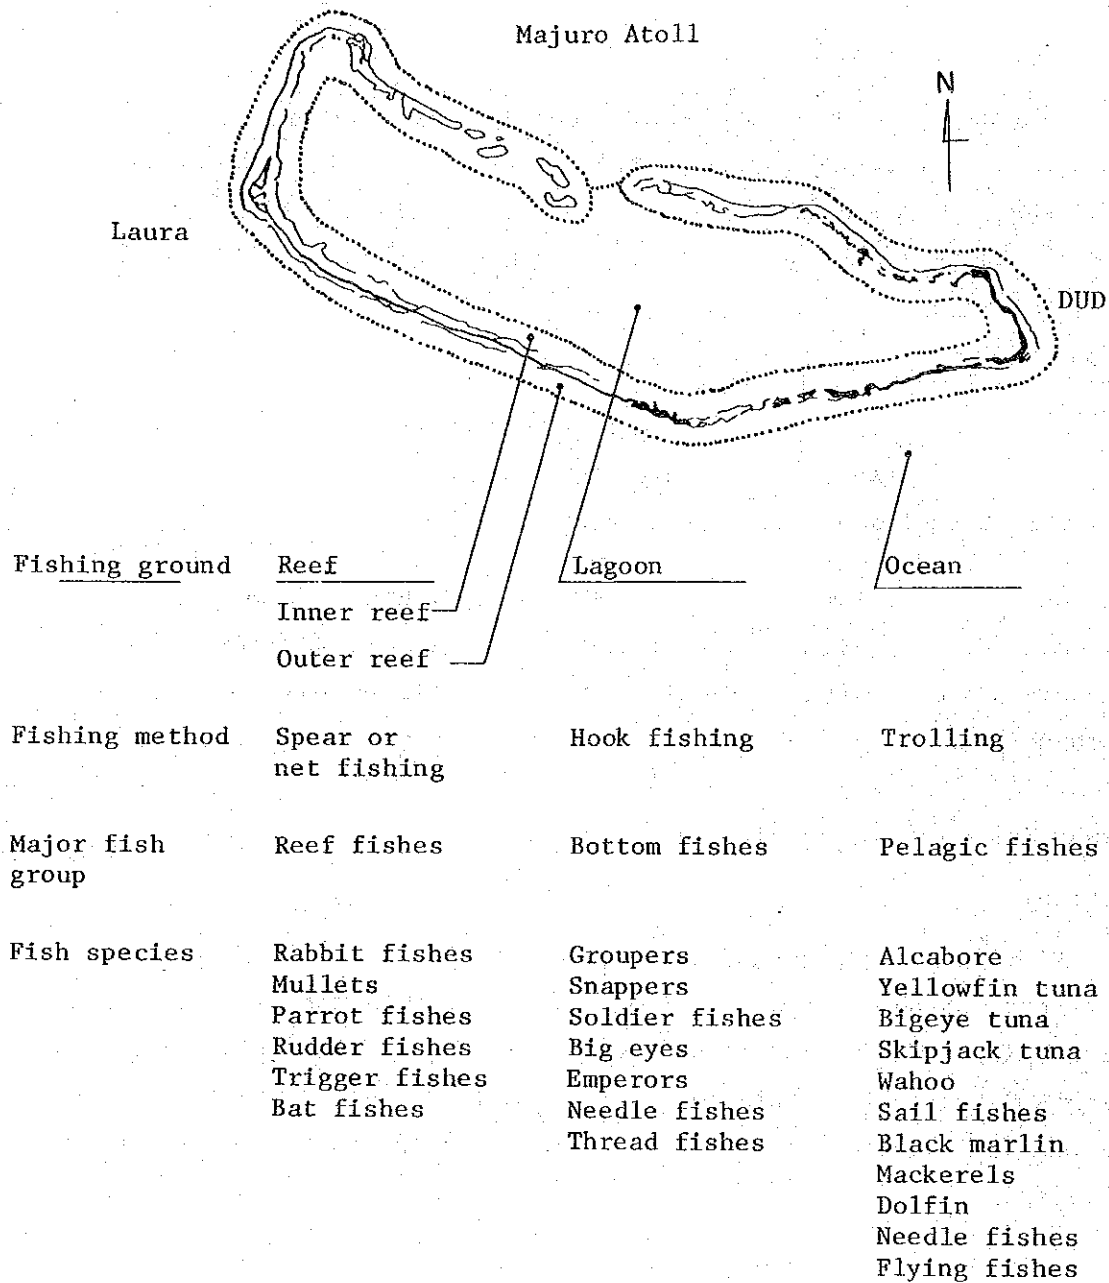 Majuro Atoll
N
Laura
DUD
Fishing ground Reef Lagoon Ocean
Inner reef
Outer reef
Fishing method Spear or Hook fishing Trolling
net fishing
Major fish Reef fishes Bottom fishes Pelagic fishes
group
Fish species Rabbit fishes Groupers Alcabore
Mullets Snappers Yellowfin tuna
Parrot fishes Soldier fishes Bigeye tuna
Rudder fishes Big eyes Skipjack tuna
Trigger fishes Emperors Wahoo
Bat fishes Needle fishes Sail fishes
Thread fishes Black marlin
Mackerels
Dolfin
Needle fishes
Flying fishes